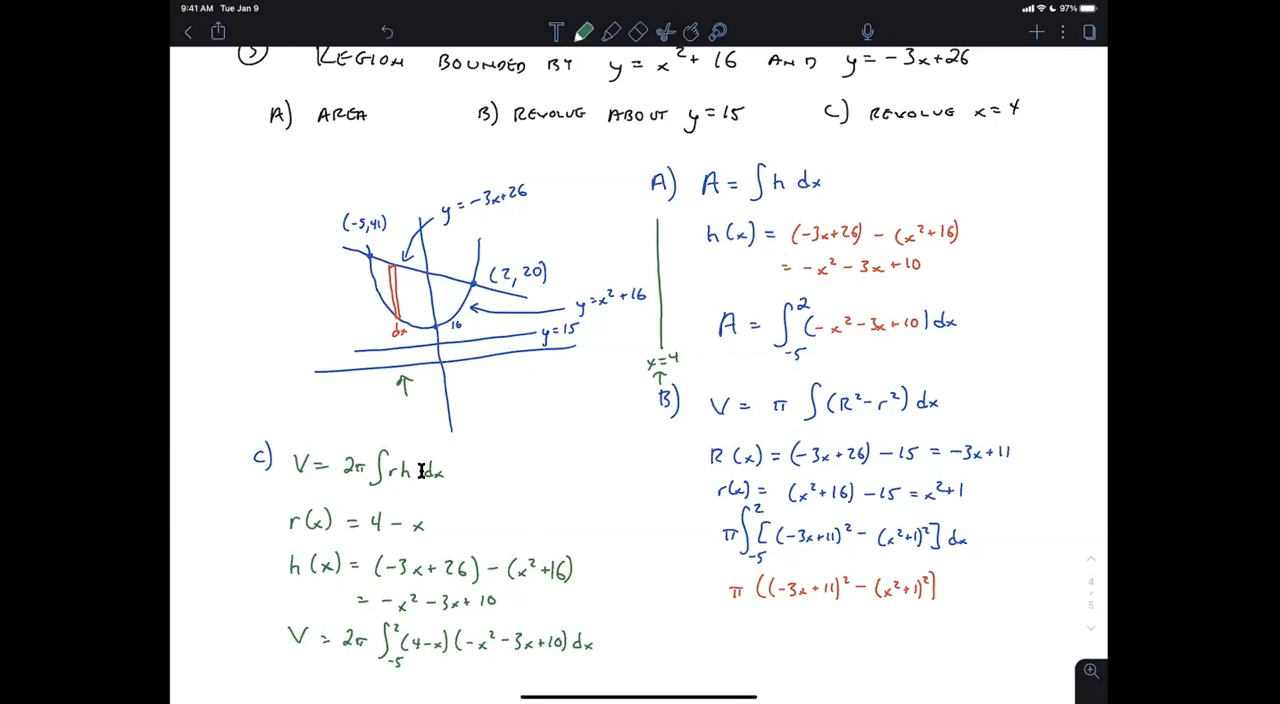 9:41 AM Tue Jan 9
97%
3) REGION BOUNDED BY y = x² + 16 AND y = -3x+26
A) AREA B) REVOLVE ABOUT y = 15 C) REVOLVE x = 4
y = -3x+26
(-5,41)
(2, 20)
y = x² + 16
16
dx
y = 15
x = 4
A) A = ∫ h dx
h(x) = (-3x+26) - (x²+16)
= -x² - 3x + 10
A = ∫₋₅² (-x² - 3x + 10) dx
B) V = π ∫ (R² - r²) dx
R(x) = (-3x+26) - 15 = -3x+11
r(x) = (x²+16) - 15 = x²+1
π ∫₋₅² [(-3x+11)² - (x²+1)²] dx
π ((-3x+11)² - (x²+1)²]
C) V = 2π ∫ r h dx
r(x) = 4 - x
h(x) = (-3x + 26) - (x²+16)
= -x² - 3x + 10
V = 2π ∫₋₅² (4-x)(-x² - 3x + 10) dx
4
/
5